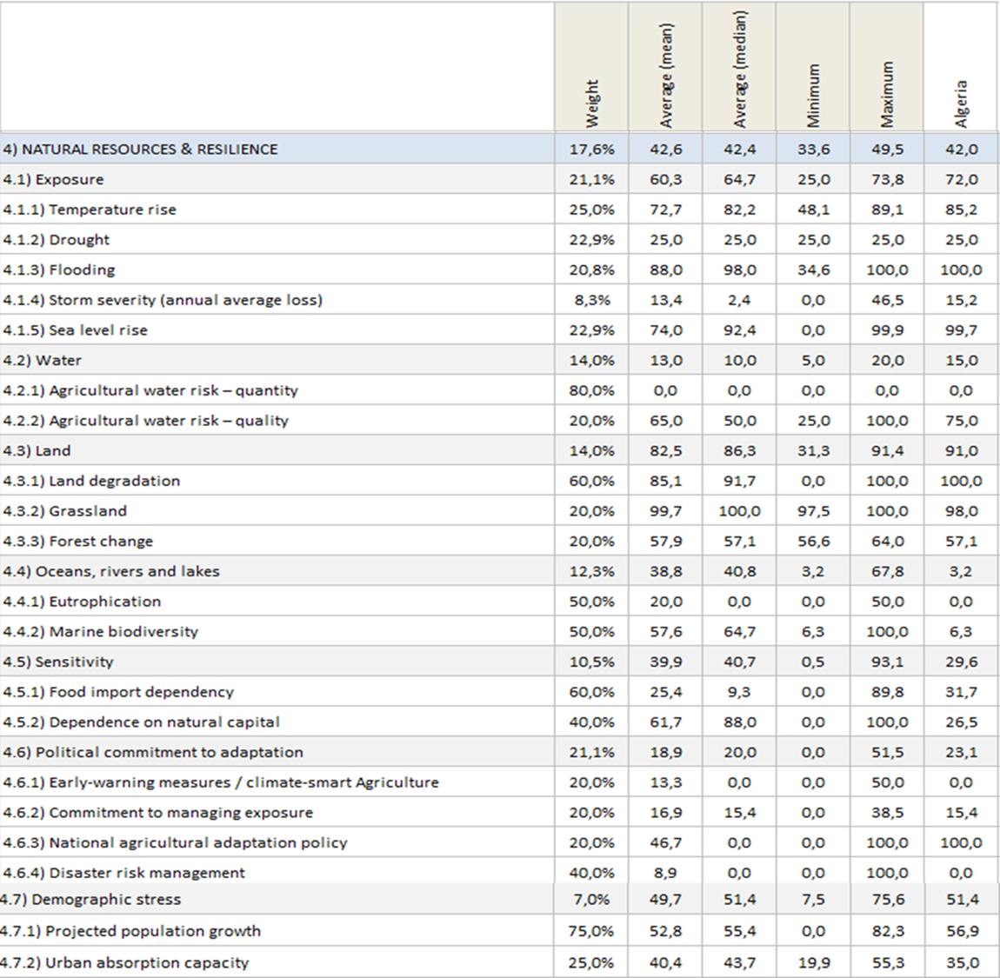 Weight Average (mean) Average (median) Minimum Maximum Algeria
4) NATURAL RESOURCES & RESILIENCE 17,6% 42,6 42,4 33,6 49,5 42,0
4.1) Exposure 21,1% 60,3 64,7 25,0 73,8 72,0
4.1.1) Temperature rise 25,0% 72,7 82,2 48,1 89,1 85,2
4.1.2) Drought 22,9% 25,0 25,0 25,0 25,0 25,0
4.1.3) Flooding 20,8% 88,0 98,0 34,6 100,0 100,0
4.1.4) Storm severity (annual average loss) 8,3% 13,4 2,4 0,0 46,5 15,2
4.1.5) Sea level rise 22,9% 74,0 92,4 0,0 99,9 99,7
4.2) Water 14,0% 13,0 10,0 5,0 20,0 15,0
4.2.1) Agricultural water risk – quantity 80,0% 0,0 0,0 0,0 0,0 0,0
4.2.2) Agricultural water risk – quality 20,0% 65,0 50,0 25,0 100,0 75,0
4.3) Land 14,0% 82,5 86,3 31,3 91,4 91,0
4.3.1) Land degradation 60,0% 85,1 91,7 0,0 100,0 100,0
4.3.2) Grassland 20,0% 99,7 100,0 97,5 100,0 98,0
4.3.3) Forest change 20,0% 57,9 57,1 56,6 64,0 57,1
4.4) Oceans, rivers and lakes 12,3% 38,8 40,8 3,2 67,8 3,2
4.4.1) Eutrophication 50,0% 20,0 0,0 0,0 50,0 0,0
4.4.2) Marine biodiversity 50,0% 57,6 64,7 6,3 100,0 6,3
4.5) Sensitivity 10,5% 39,9 40,7 0,5 93,1 29,6
4.5.1) Food import dependency 60,0% 25,4 9,3 0,0 89,8 31,7
4.5.2) Dependence on natural capital 40,0% 61,7 88,0 0,0 100,0 26,5
4.6) Political commitment to adaptation 21,1% 18,9 20,0 0,0 51,5 23,1
4.6.1) Early-warning measures / climate-smart Agriculture 20,0% 13,3 0,0 0,0 50,0 0,0
4.6.2) Commitment to managing exposure 20,0% 16,9 15,4 0,0 38,5 15,4
4.6.3) National agricultural adaptation policy 20,0% 46,7 0,0 0,0 100,0 100,0
4.6.4) Disaster risk management 40,0% 8,9 0,0 0,0 100,0 0,0
4.7) Demographic stress 7,0% 49,7 51,4 7,5 75,6 51,4
4.7.1) Projected population growth 75,0% 52,8 55,4 0,0 82,3 56,9
4.7.2) Urban absorption capacity 25,0% 40,4 43,7 19,9 55,3 35,0